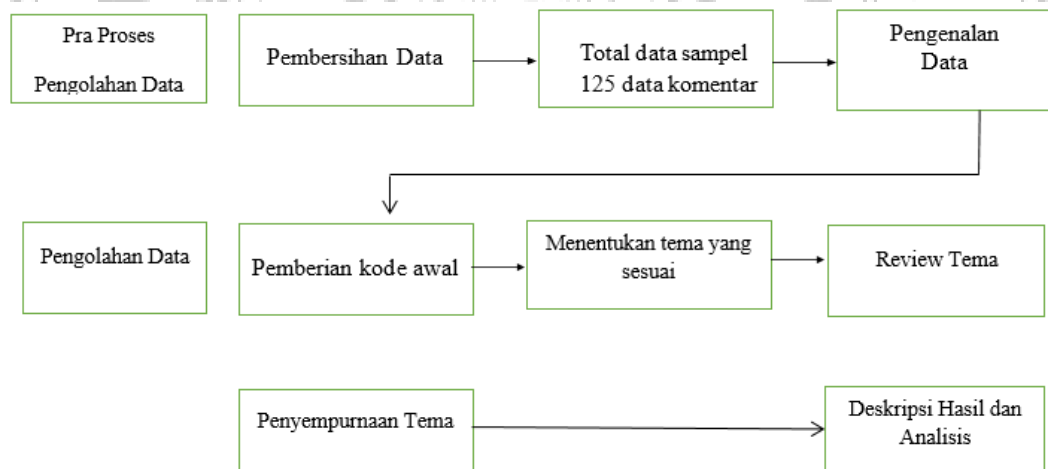 Pra Proses
Pengolahan Data
Pembersihan Data
Total data sampel
125 data komentar
Pengenalan
Data
Pengolahan Data
Pemberian kode awal
Menentukan tema yang
sesuai
Review Tema
Penyempurnaan Tema
Deskripsi Hasil dan
Analisis